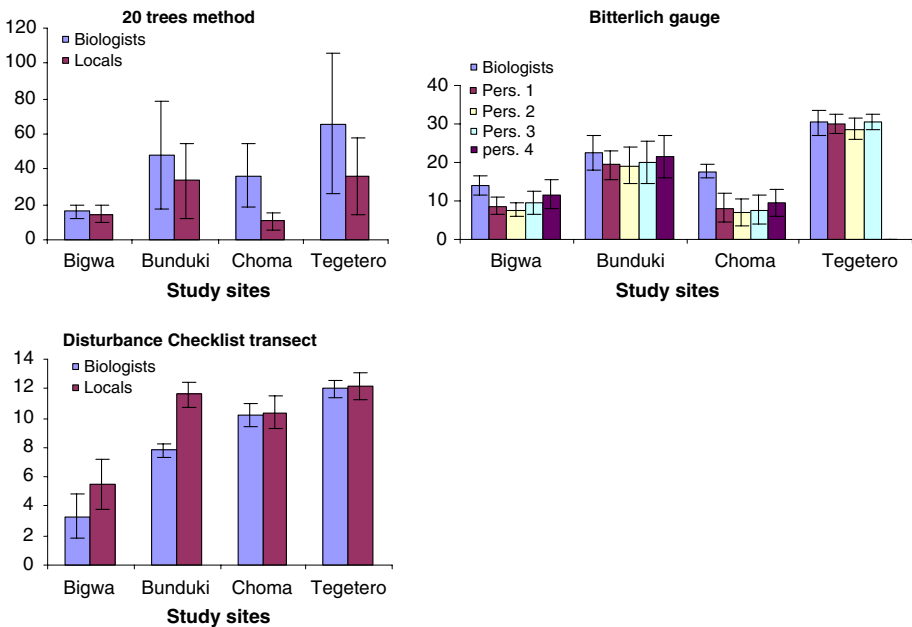 20 trees method
120
100
80
60
40
20
0
Biologists
Locals
Bigwa Bunduki Choma Tegetero
Study sites
Bitterlich gauge
40
30
20
10
0
Biologists
Pers. 1
Pers. 2
Pers. 3
pers. 4
Bigwa Bunduki Choma Tegetero
Study sites
Disturbance Checklist transect
14
12
10
8
6
4
2
0
Biologists
Locals
Bigwa Bunduki Choma Tegetero
Study sites